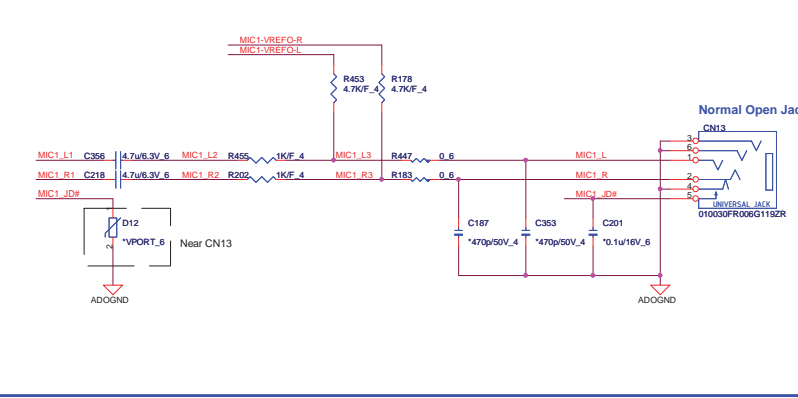 MIC1-VREFO-R
MIC1-VREFO-L
R453
4.7K/F_4
R178
4.7K/F_4
Normal Open Jac
CN13
MIC1_L1 C356 4.7u/6.3V_6 MIC1_L2 R455 1K/F_4 MIC1_L3 R447 0_6 MIC1_L
MIC1_R1 C218 4.7u/6.3V_6 MIC1_R2 R202 1K/F_4 MIC1_R3 R183 0_6 MIC1_R
MIC1_JD# MIC1_JD#
3
6
1
2
4
5
UNIVERSAL JACK
010030FR006G119ZR
1
D12
*VPORT_6
2
Near CN13
C187
*470p/50V_4
C353
*470p/50V_4
C201
*0.1u/16V_6
ADOGND ADOGND